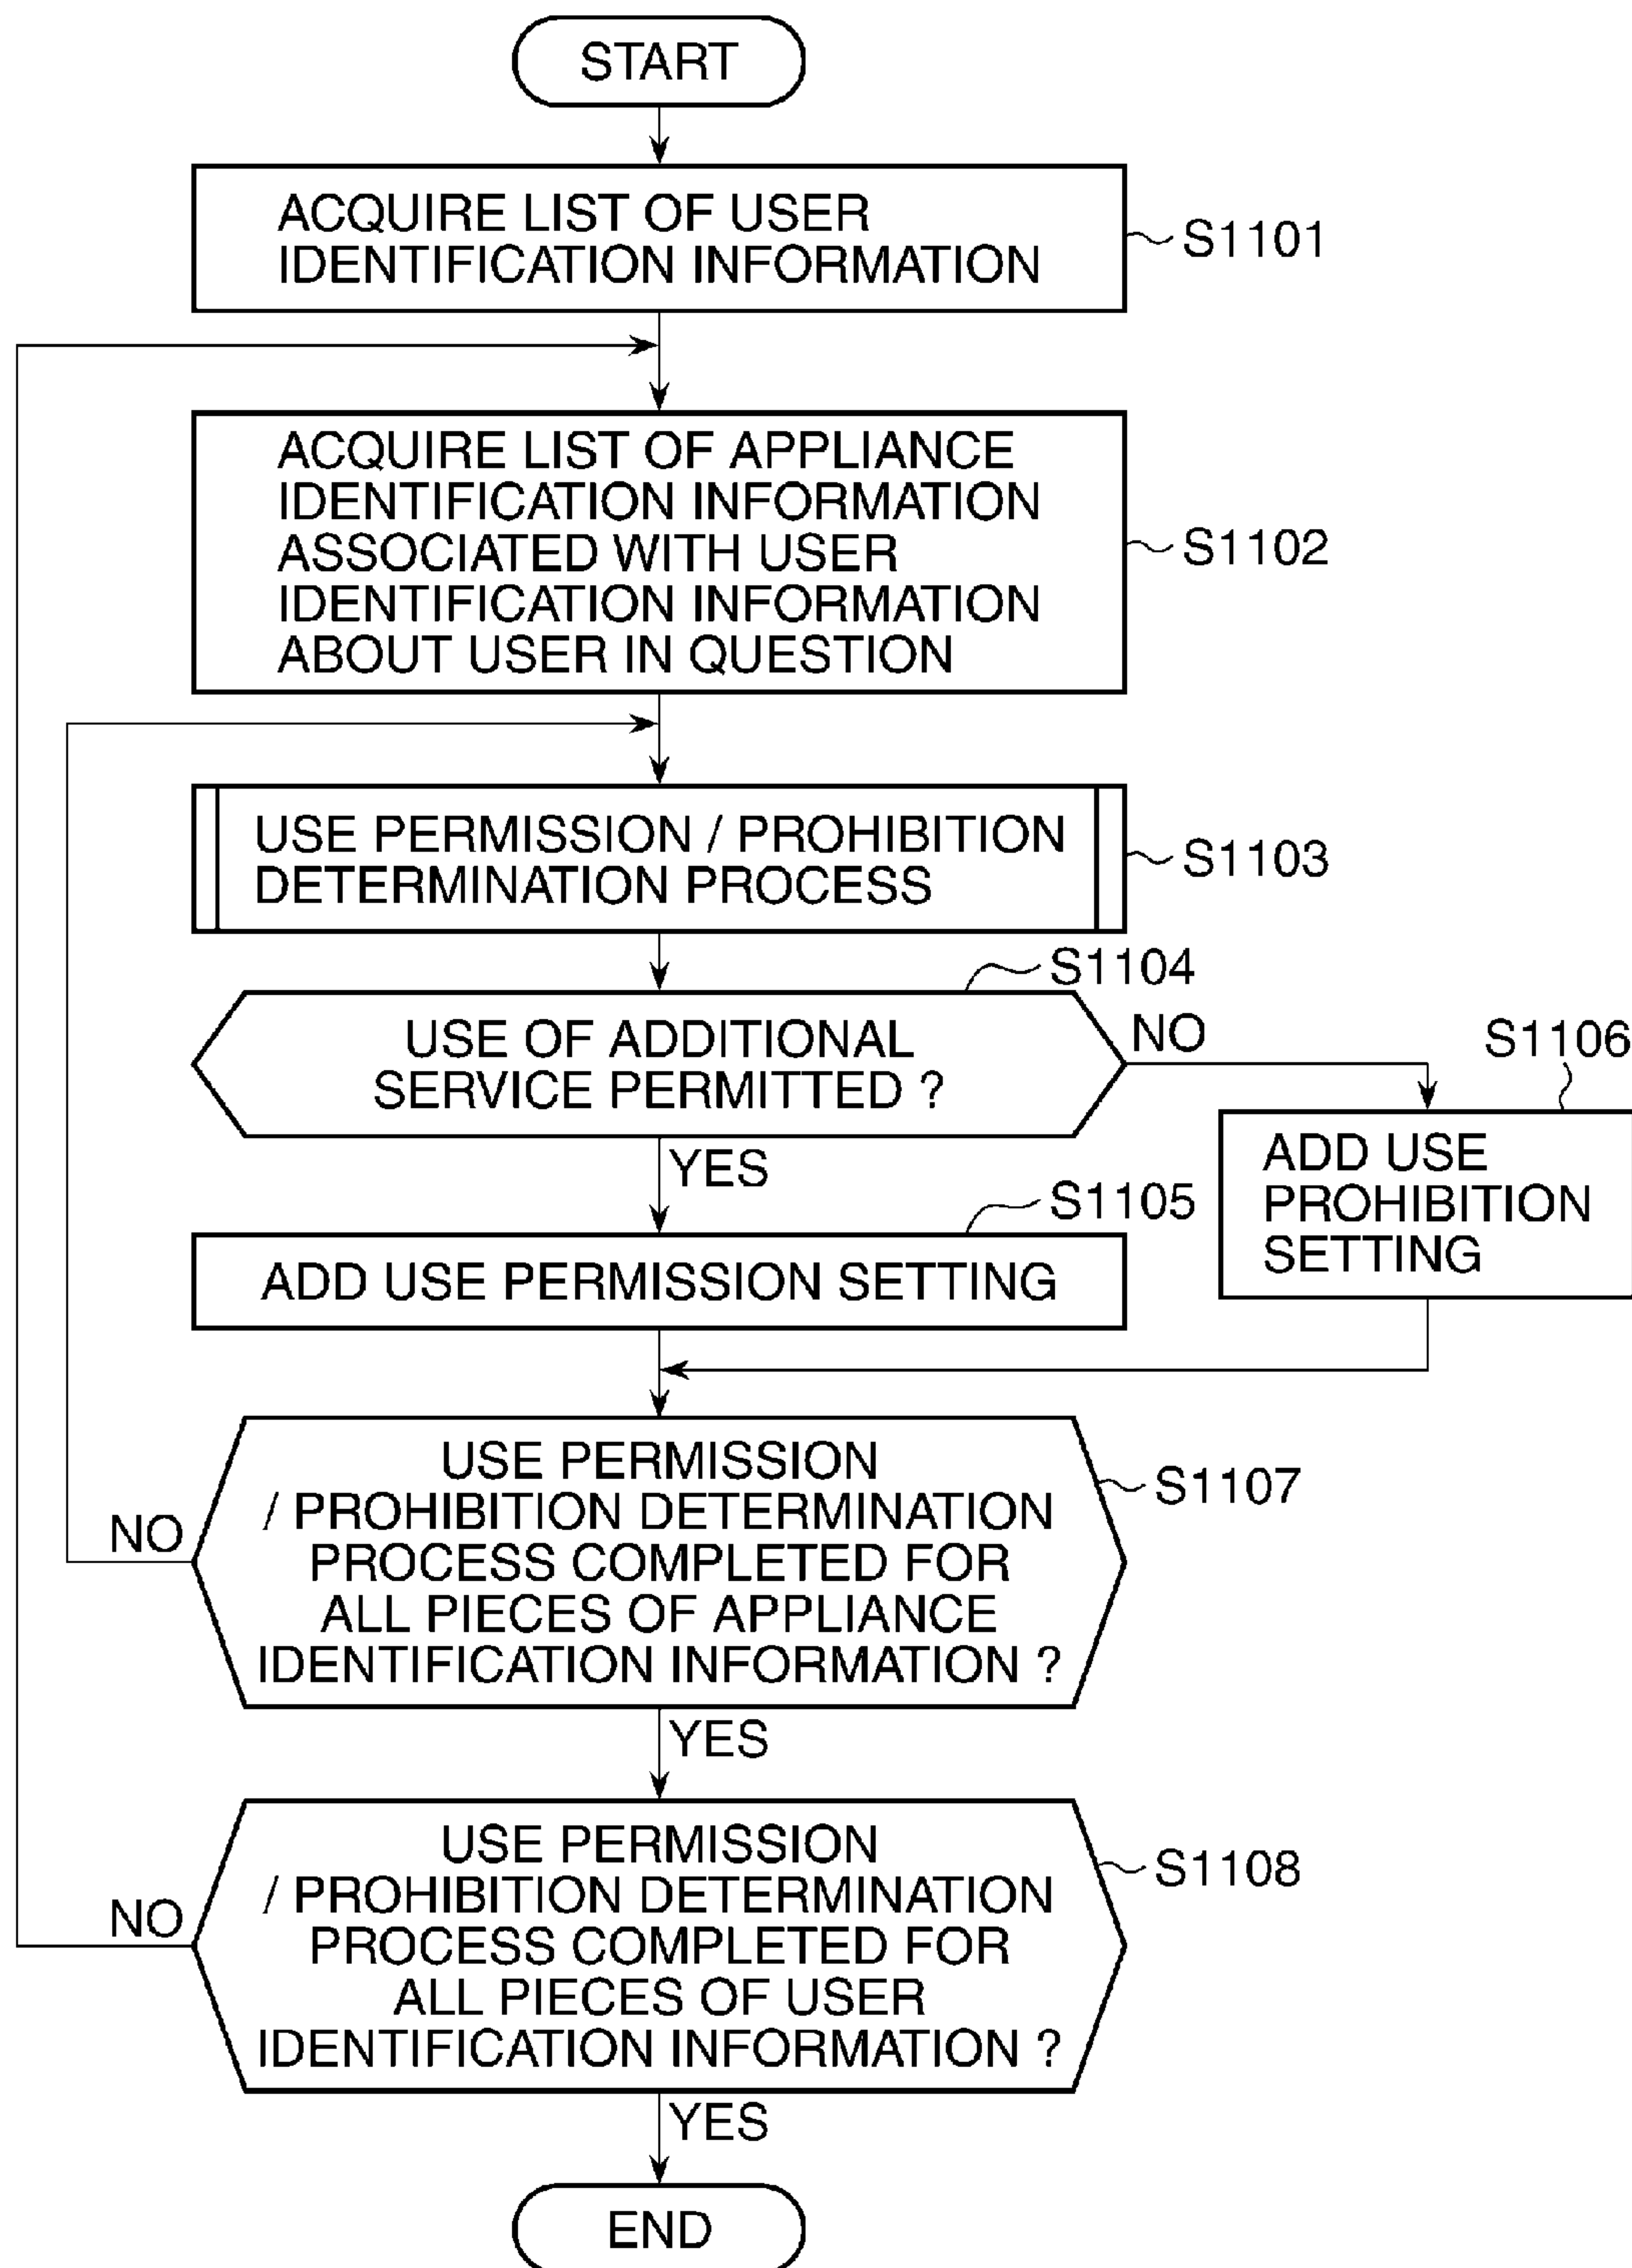 START
ACQUIRE LIST OF USER
IDENTIFICATION INFORMATION
S1101
ACQUIRE LIST OF APPLIANCE
IDENTIFICATION INFORMATION
ASSOCIATED WITH USER
IDENTIFICATION INFORMATION
ABOUT USER IN QUESTION
S1102
USE PERMISSION / PROHIBITION
DETERMINATION PROCESS
S1103
S1104
USE OF ADDITIONAL
SERVICE PERMITTED ?
NO
S1106
ADD USE
PROHIBITION
SETTING
YES
S1105
ADD USE PERMISSION SETTING
USE PERMISSION
/ PROHIBITION DETERMINATION
PROCESS COMPLETED FOR
ALL PIECES OF APPLIANCE
IDENTIFICATION INFORMATION ?
S1107
NO
YES
USE PERMISSION
/ PROHIBITION DETERMINATION
PROCESS COMPLETED FOR
ALL PIECES OF USER
IDENTIFICATION INFORMATION ?
S1108
NO
YES
END